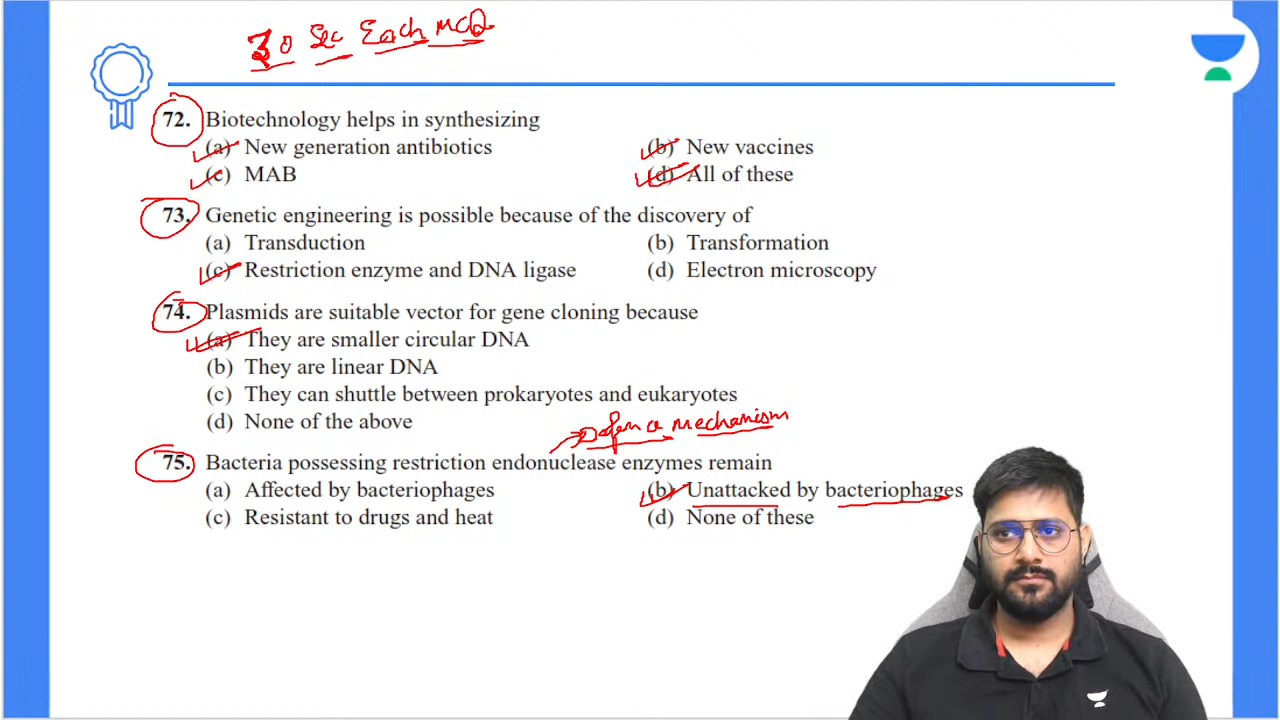 30 Sec Each MCQ
72. Biotechnology helps in synthesizing
(a) New generation antibiotics (b) New vaccines
(c) MAB (d) All of these
73. Genetic engineering is possible because of the discovery of
(a) Transduction (b) Transformation
(c) Restriction enzyme and DNA ligase (d) Electron microscopy
74. Plasmids are suitable vector for gene cloning because
(a) They are smaller circular DNA
(b) They are linear DNA
(c) They can shuttle between prokaryotes and eukaryotes
(d) None of the above
Defence mechanism
75. Bacteria possessing restriction endonuclease enzymes remain
(a) Affected by bacteriophages (b) Unattacked by bacteriophages
(c) Resistant to drugs and heat (d) None of these